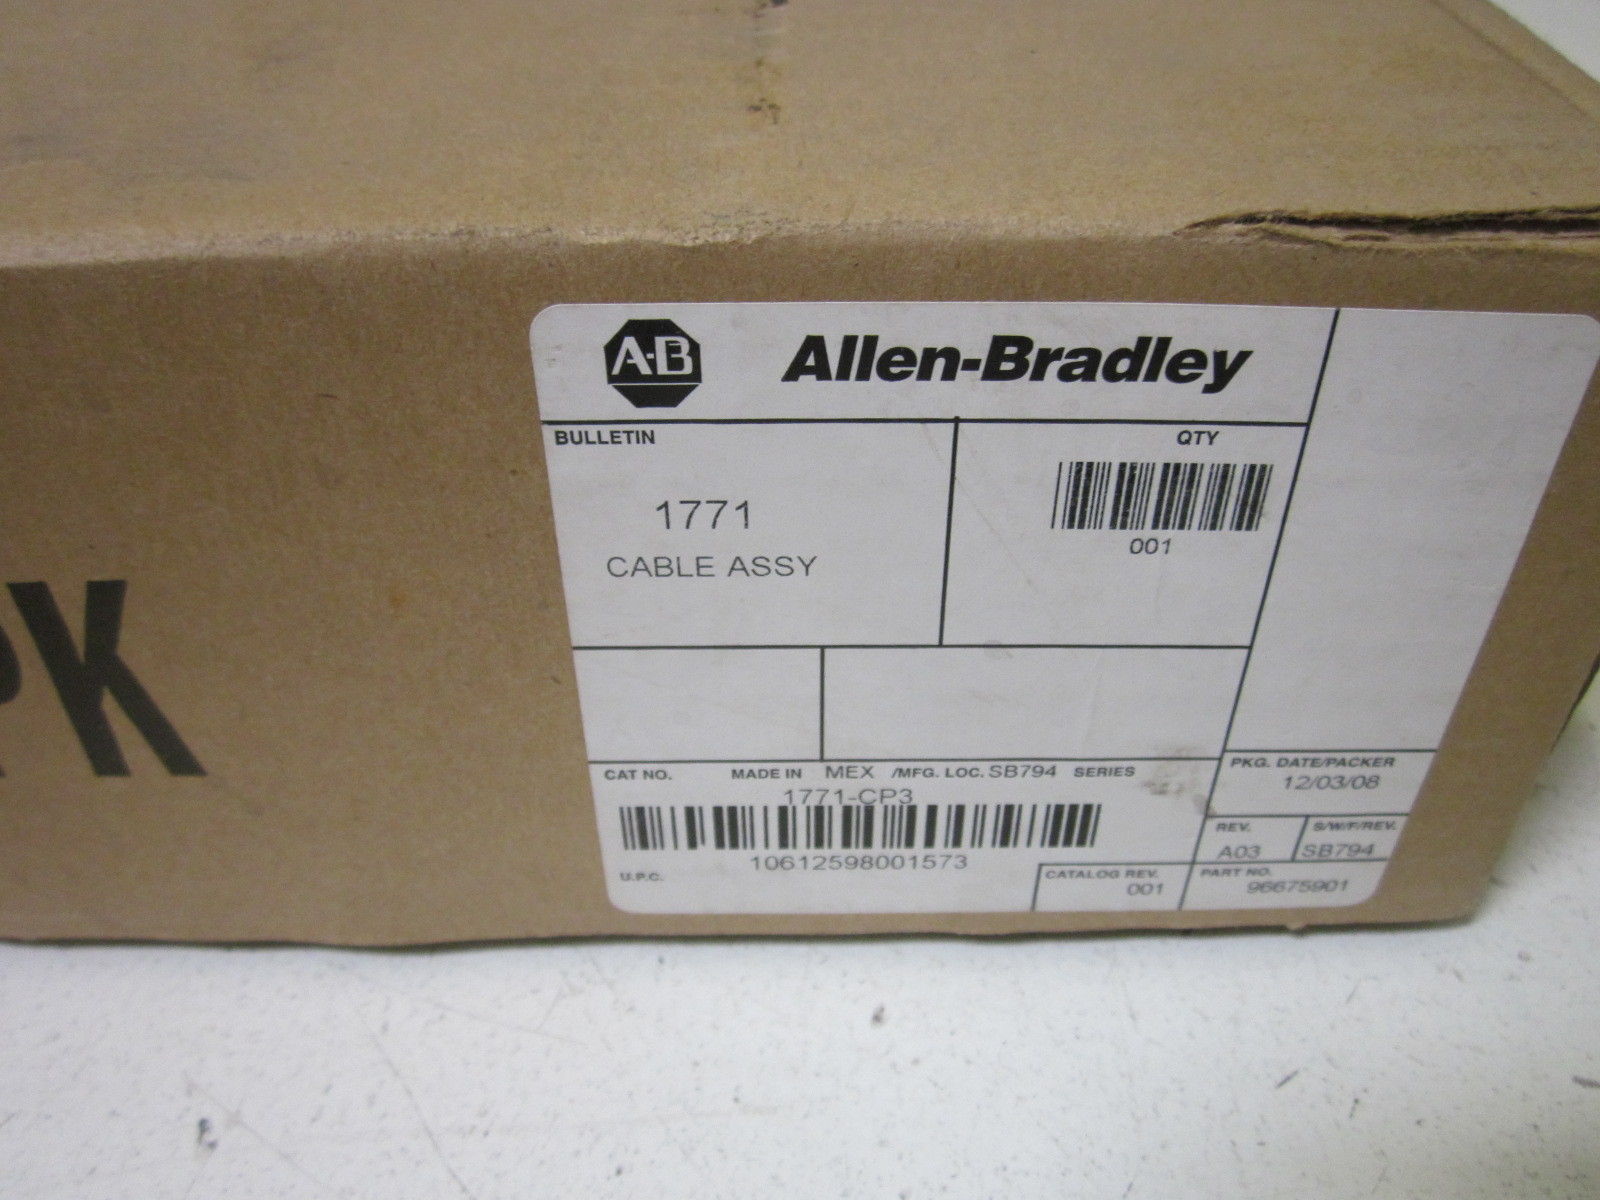 A-B Allen-Bradley
BULLETIN
QTY
1771
CABLE ASSY
001
PK
CAT NO. MADE IN MEX /MFG. LOC. SB794 SERIES
1771-CP3
10612598001573
U.P.C.
PKG. DATE/PACKER
12/03/08
REV. S/W/F/REV.
A03 SB794
CATALOG REV.
001
PART NO.
96675901